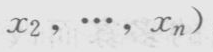 x₂, ⋯, xₙ)